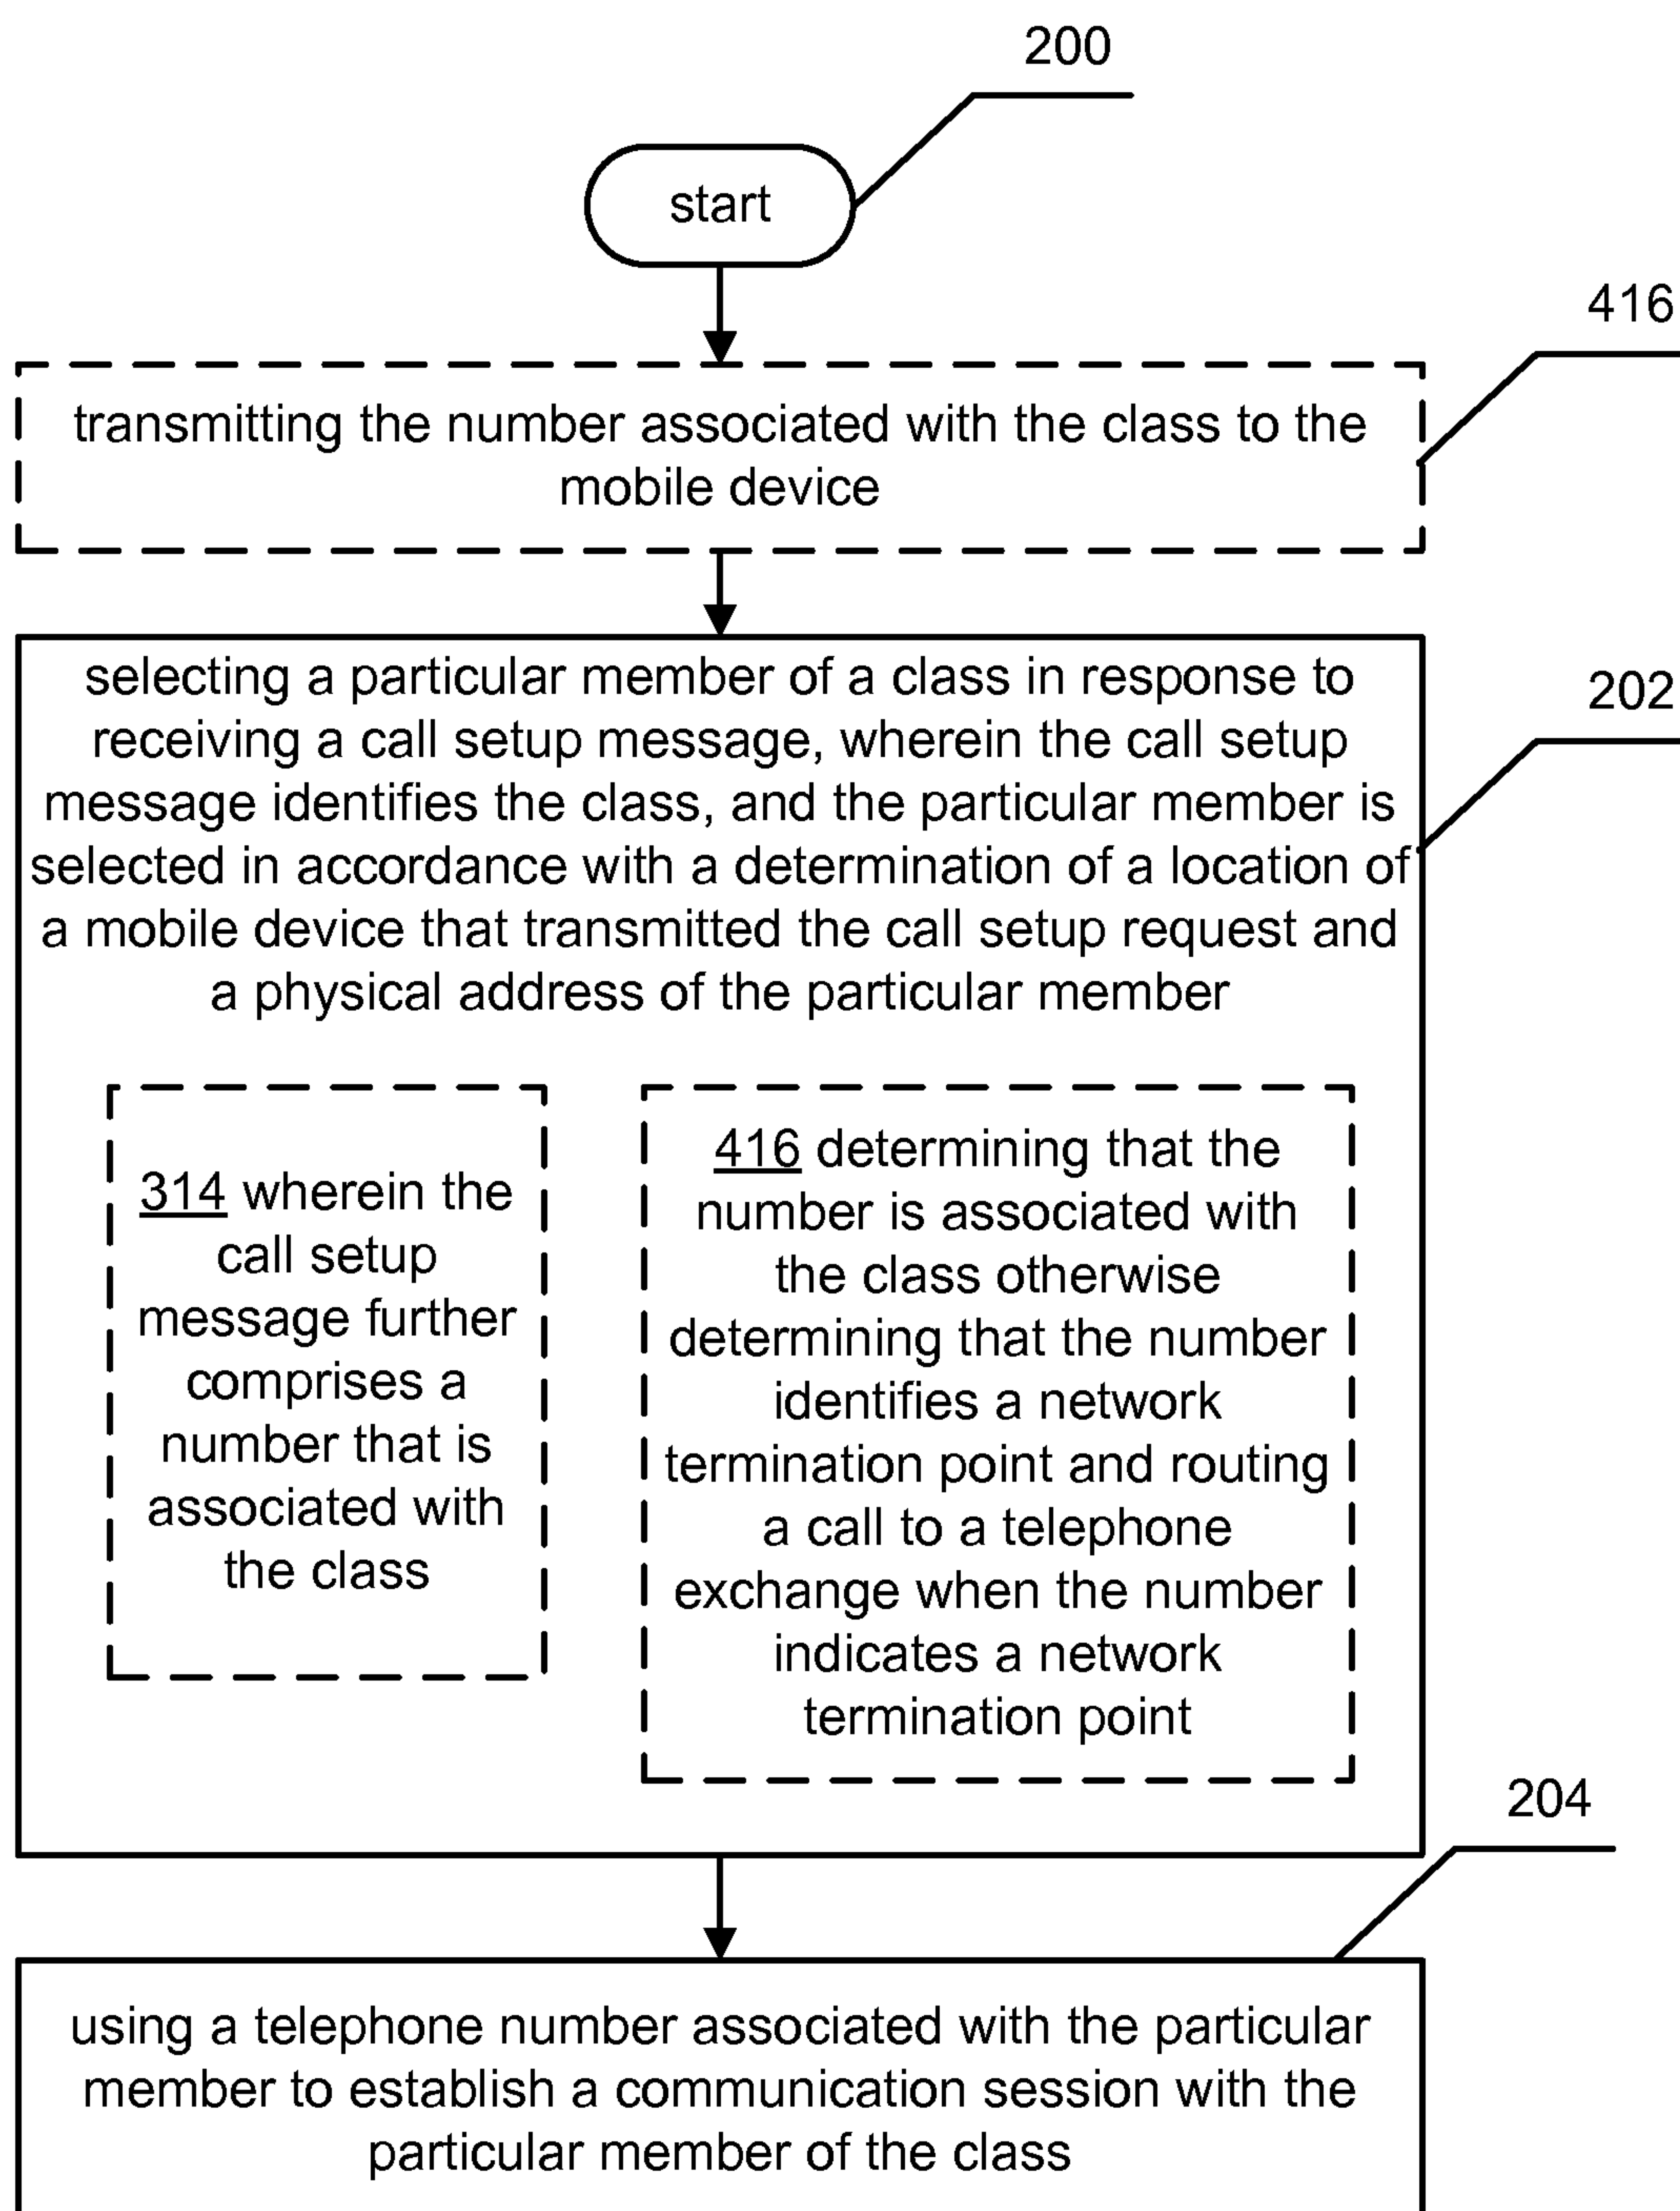 200
start
416
transmitting the number associated with the class to the
mobile device
202
selecting a particular member of a class in response to
receiving a call setup message, wherein the call setup
message identifies the class, and the particular member is
selected in accordance with a determination of a location of
a mobile device that transmitted the call setup request and
a physical address of the particular member
314 wherein the
call setup
message further
comprises a
number that is
associated with
the class
416 determining that the
number is associated with
the class otherwise
determining that the number
identifies a network
termination point and routing
a call to a telephone
exchange when the number
indicates a network
termination point
204
using a telephone number associated with the particular
member to establish a communication session with the
particular member of the class